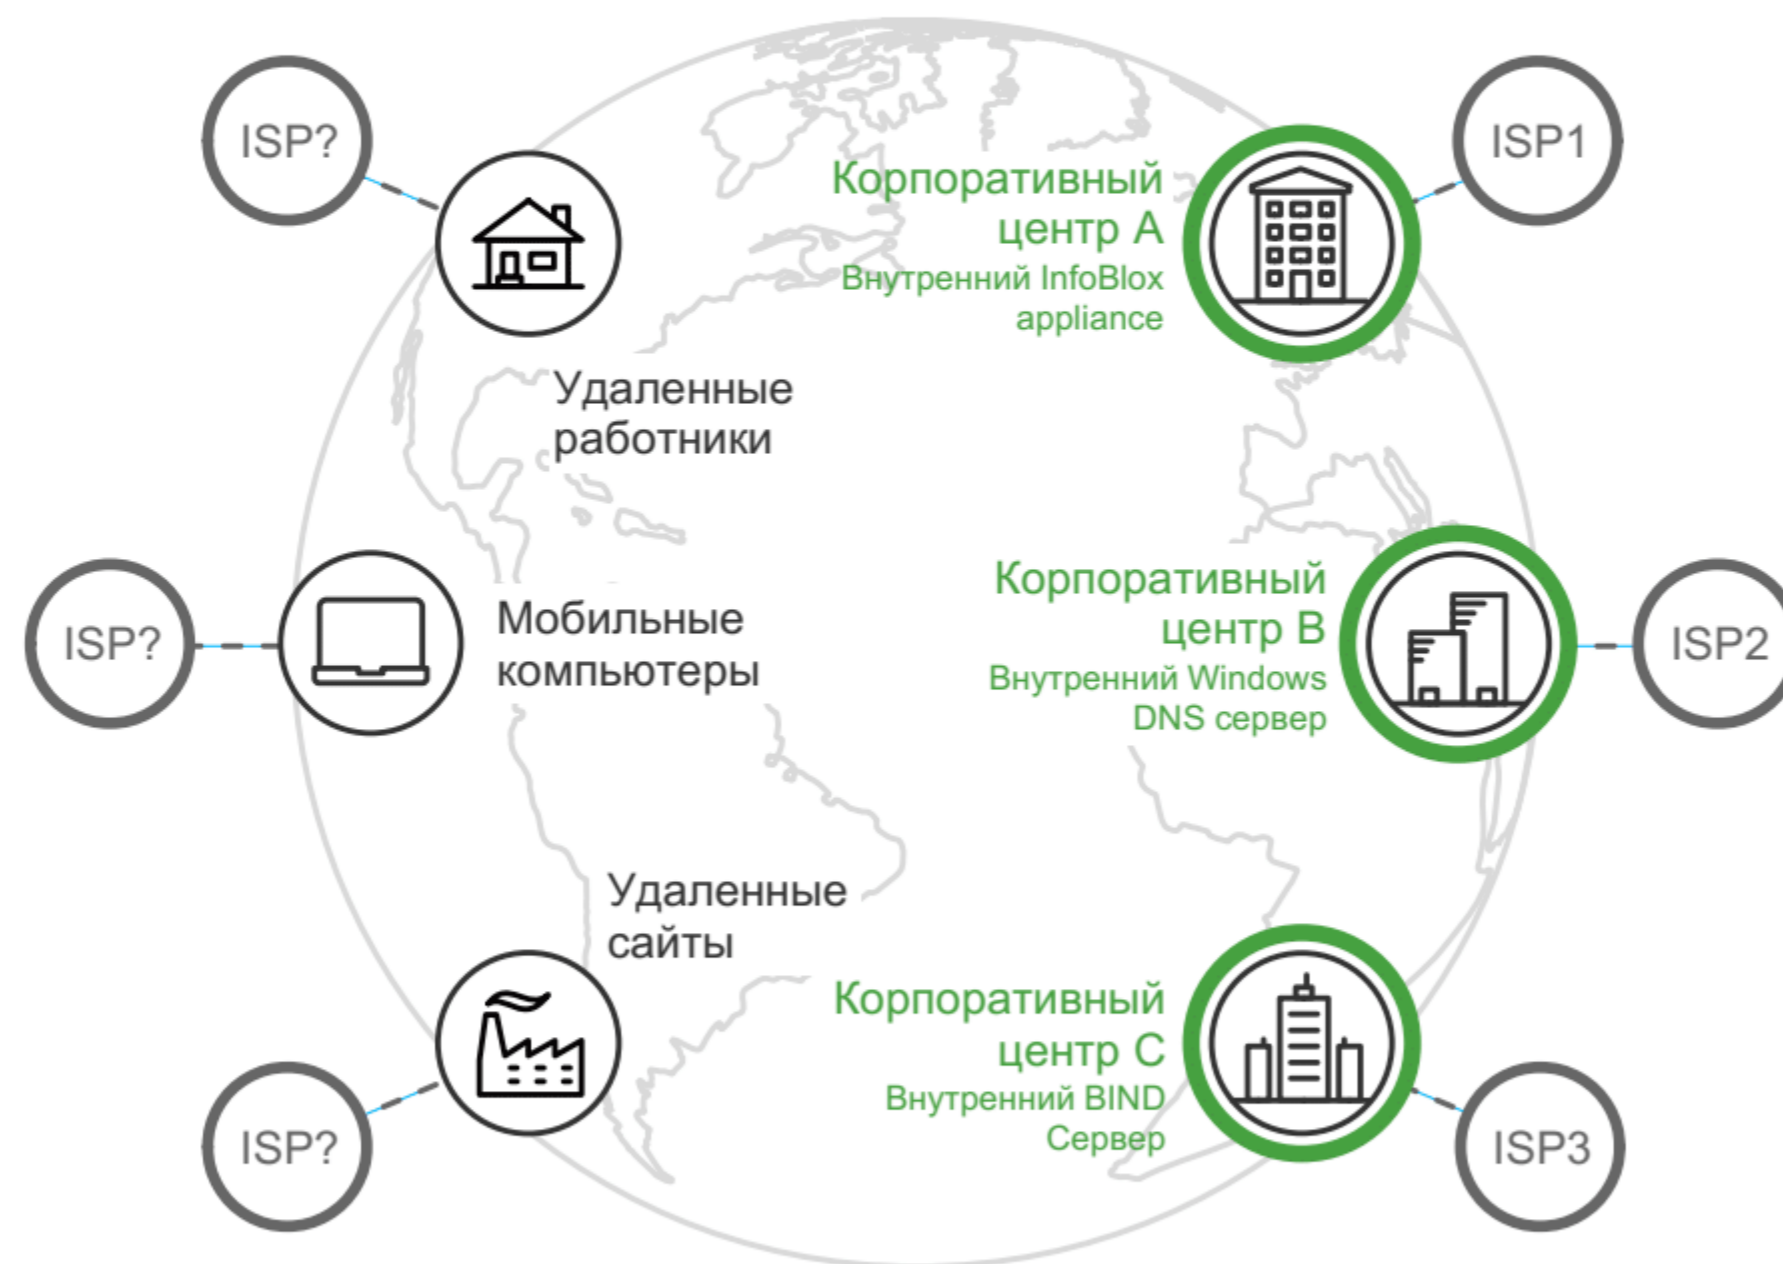 ISP?
ISP1
Корпоративный
центр A
Внутренний InfoBlox
appliance
Удаленные
работники
ISP?
Мобильные
компьютеры
Корпоративный
центр B
Внутренний Windows
DNS сервер
ISP2
Удаленные
сайты
ISP?
Корпоративный
центр C
Внутренний BIND
Сервер
ISP3